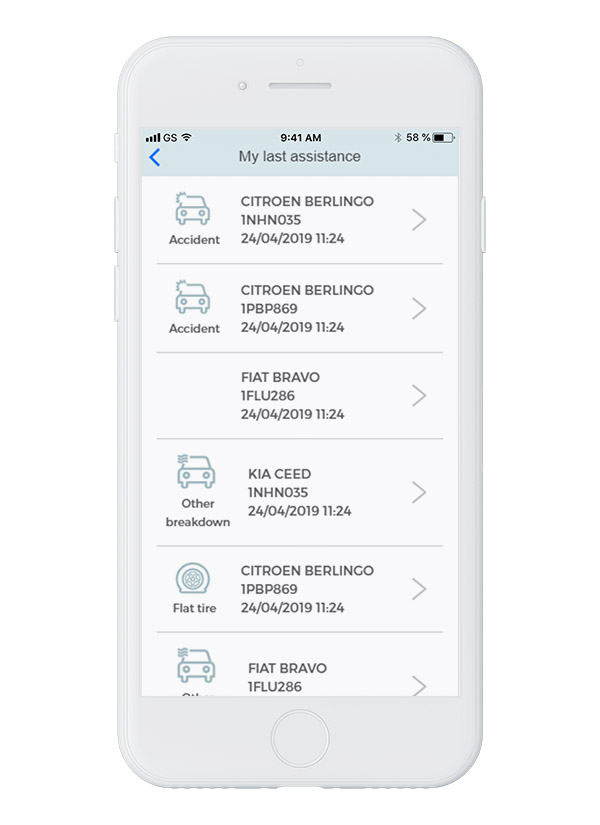 GS 9:41 AM 58 %
My last assistance
CITROEN BERLINGO
1NHN035
Accident
24/04/2019 11:24
CITROEN BERLINGO
1PBP869
Accident
24/04/2019 11:24
FIAT BRAVO
1FLU286
24/04/2019 11:24
KIA CEED
1NHN035
Other
24/04/2019 11:24
breakdown
CITROEN BERLINGO
1PBP869
Flat tire
24/04/2019 11:24
FIAT BRAVO
1FLU286